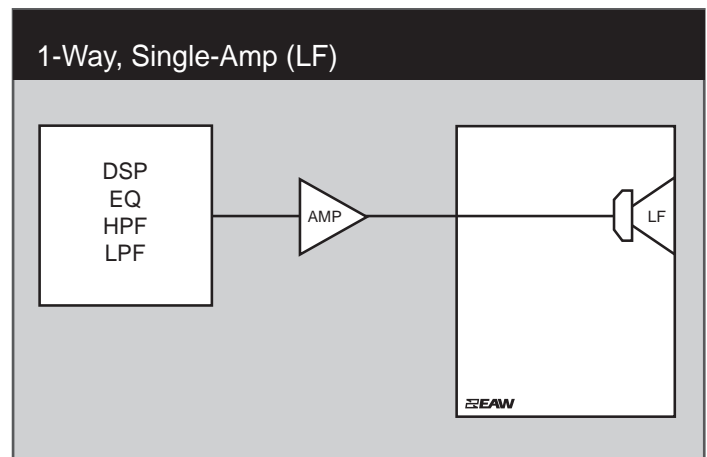 1-Way, Single-Amp (LF)
DSP
EQ
HPF
LPF
AMP
LF
EAW